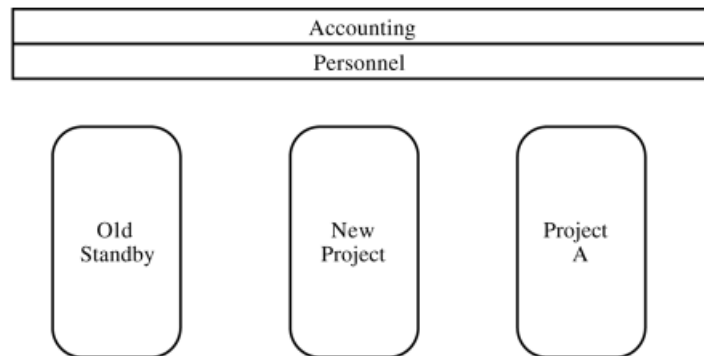 Accounting
Personnel
Old
Standby
New
Project
Project
A